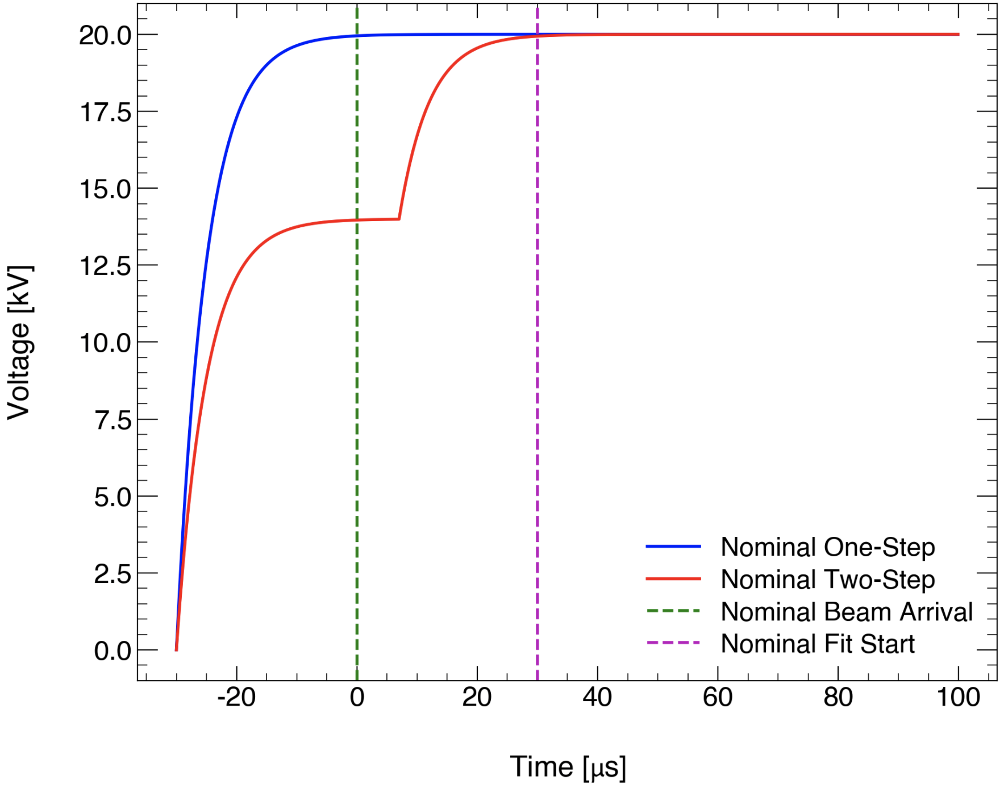 20.0
17.5
15.0
12.5
10.0
7.5
5.0
2.5
0.0
Voltage [kV]
-20 0 20 40 60 80 100
Time [μs]
Nominal One-Step
Nominal Two-Step
Nominal Beam Arrival
Nominal Fit Start